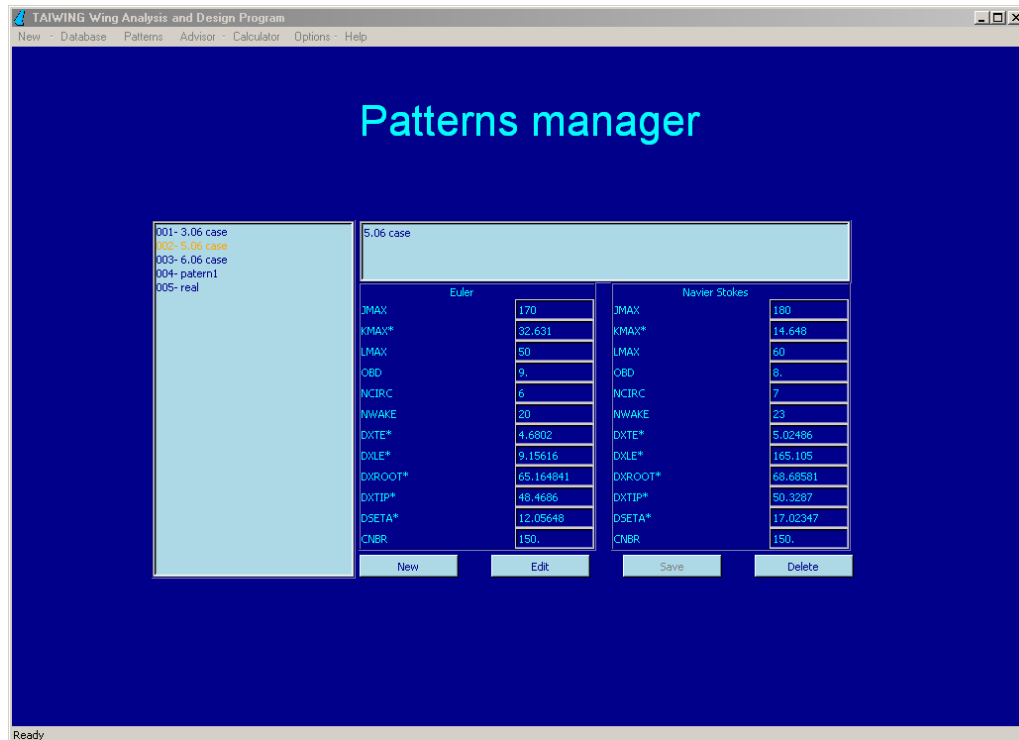 TAIWING Wing Analysis and Design Program
New - Database Patterns Advisor - Calculator Options - Help
Patterns manager
001- 3.06 case
002- 5.06 case
003- 6.06 case
004- patern1
005- real
5.06 case
Euler
JMAX 170
KMAX* 32.631
LMAX 50
OBD 9.
NCIRC 6
NWAKE 20
DXTE* 4.6802
DXLE* 9.15616
DXROOT* 65.164841
DXTIP* 48.4686
DSETA* 12.05648
CNBR 150.
Navier Stokes
JMAX 180
KMAX* 14.648
LMAX 60
OBD 8.
NCIRC 7
NWAKE 23
DXTE* 5.02486
DXLE* 165.105
DXROOT* 68.68581
DXTIP* 50.3287
DSETA* 17.02347
CNBR 150.
New Edit Save Delete
Ready